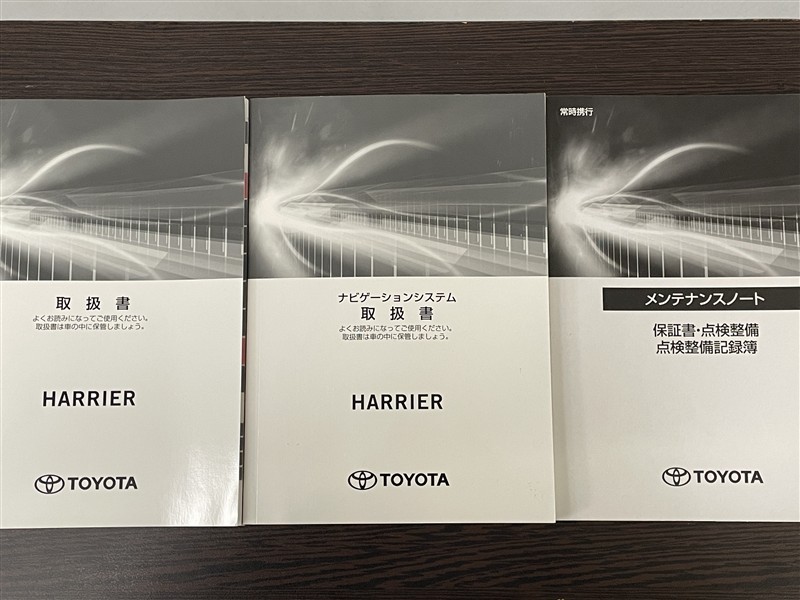 取扱書
よくお読みになってご使用ください。
取扱書は車の中に保管しましょう。
HARRIER
TOYOTA
ナビゲーションシステム
取扱書
よくお読みになってご使用ください。
取扱書は車の中に保管しましょう。
HARRIER
TOYOTA
常時携行
メンテナンスノート
保証書・点検整備
点検整備記録簿
TOYOTA